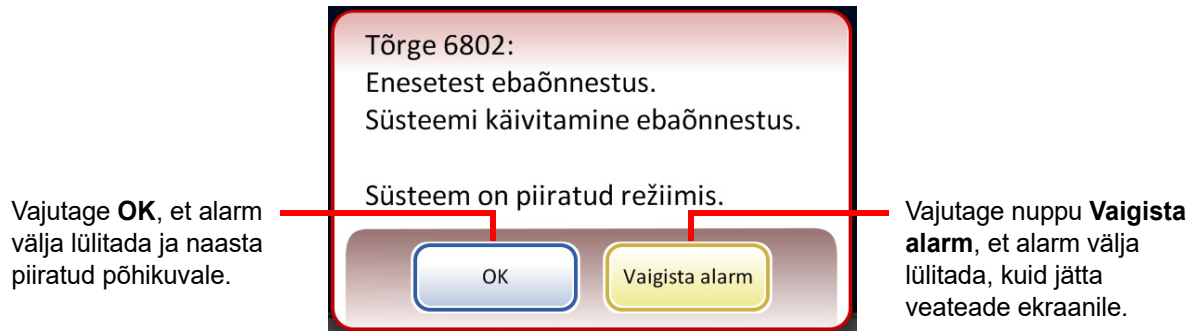 Tõrge 6802:
Enesetest ebaõnnestus.
Süsteemi käivitamine ebaõnnestus.
Süsteem on piiratud režiimis.
Vajutage OK, et alarm
välja lülitada ja naasta
piiratud põhikuvale.
OK
Vaigista alarm
Vajutage nuppu Vaigista
alarm, et alarm välja
lülitada, kuid jätta
veateade ekraanile.